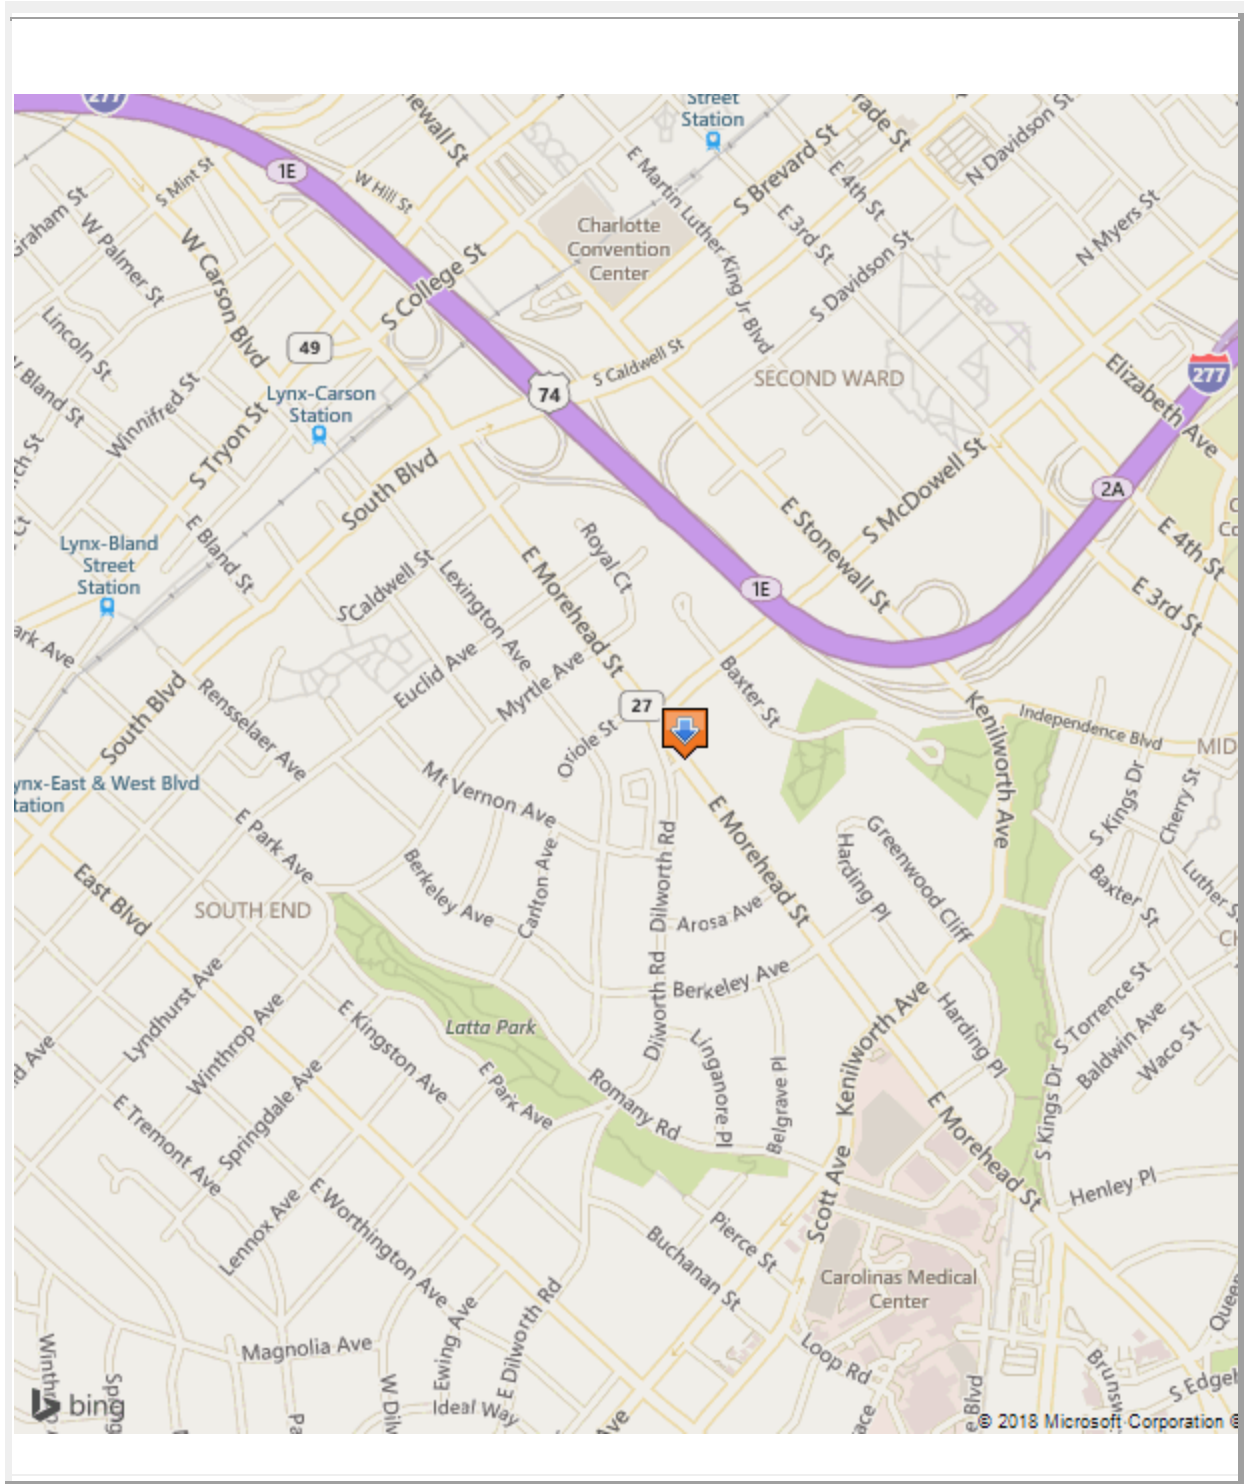 277
Street
Station
1E
S Mint St
W Hill St
E Martin Luther King Jr Blvd
S Brevard St
E 4th St
N Davidson St
Graham St
W Palmer St
W Carson Blvd
S College St
Charlotte
Convention
Center
E 3rd St
S Davidson St
N Myers St
Lincoln St
49
S Caldwell St
SECOND WARD
Elizabeth Ave
277
W Bland St
Winnifred St
Lynx-Carson
Station
74
S Tryon St
South Blvd
S McDowell St
2A
E Stonewall St
E 4th St
Lynx-Bland
Street
Station
E Bland St
SCaldwell St
Lexington Ave
E Morehead St
Royal Ct
1E
E 3rd St
Euclid Ave
Myrtle Ave
Baxter St
27
South Blvd
Rensselaer Ave
Oriole St
Kenilworth Ave
Independence Blvd
MID
Mt Vernon Ave
E Morehead St
S Kings Dr
Cherry St
E Park Ave
East Blvd
SOUTH END
Berkeley Ave
Carlton Ave
Dilworth Rd
Arosa Ave
Harding Pl
Greenwood Cliff
Baxter St
Luther S
Lyndhurst Ave
Winthrop Ave
E Kingston Ave
Latta Park
Dilworth Rd
Berkeley Ave
Harding Pl
S Torrence St
Baldwin Ave
Waco St
E Tremont Ave
Springdale Ave
E Park Ave
Romany Rd
Linganore Pl
Belgrave Pl
Kenilworth Ave
E Morehead St
S Kings Dr
Lennox Ave
E Worthington Ave
Buchanan St
Pierce St
Scott Ave
Henley Pl
Carolinas Medical
Center
Magnolia Ave
Ewing Ave
E Dilworth Rd
Loop Rd
Ideal Way
bing
© 2018 Microsoft Corporation ©